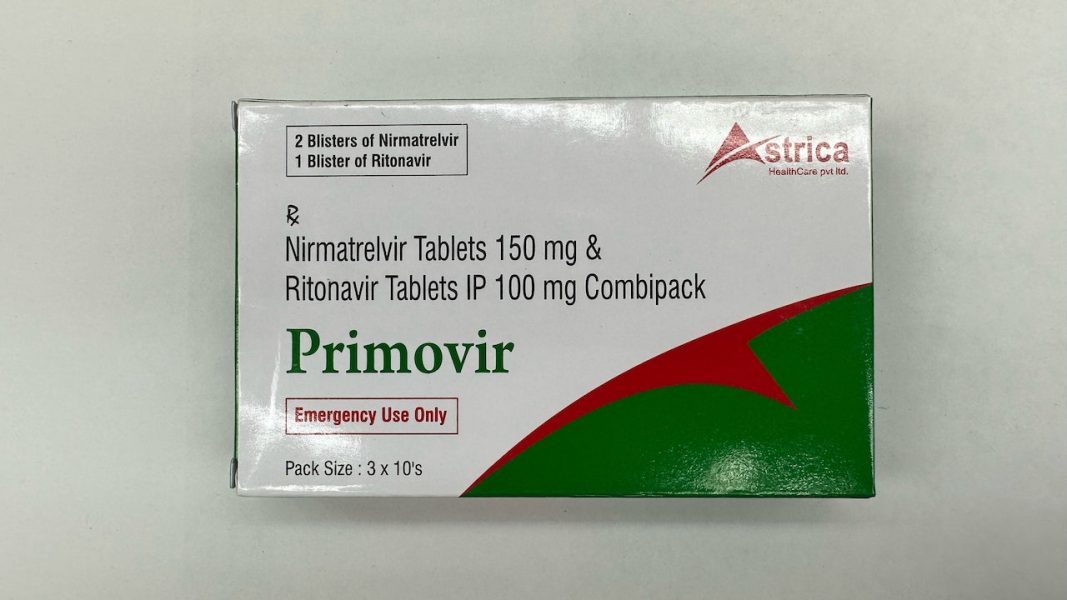 2 Blisters of Nirmatrelvir
1 Blister of Ritonavir
Astrica
HealthCare pvt ltd.
Rx
Nirmatrelvir Tablets 150 mg &
Ritonavir Tablets IP 100 mg Combipack
Primovir
Emergency Use Only
Pack Size : 3 x 10's